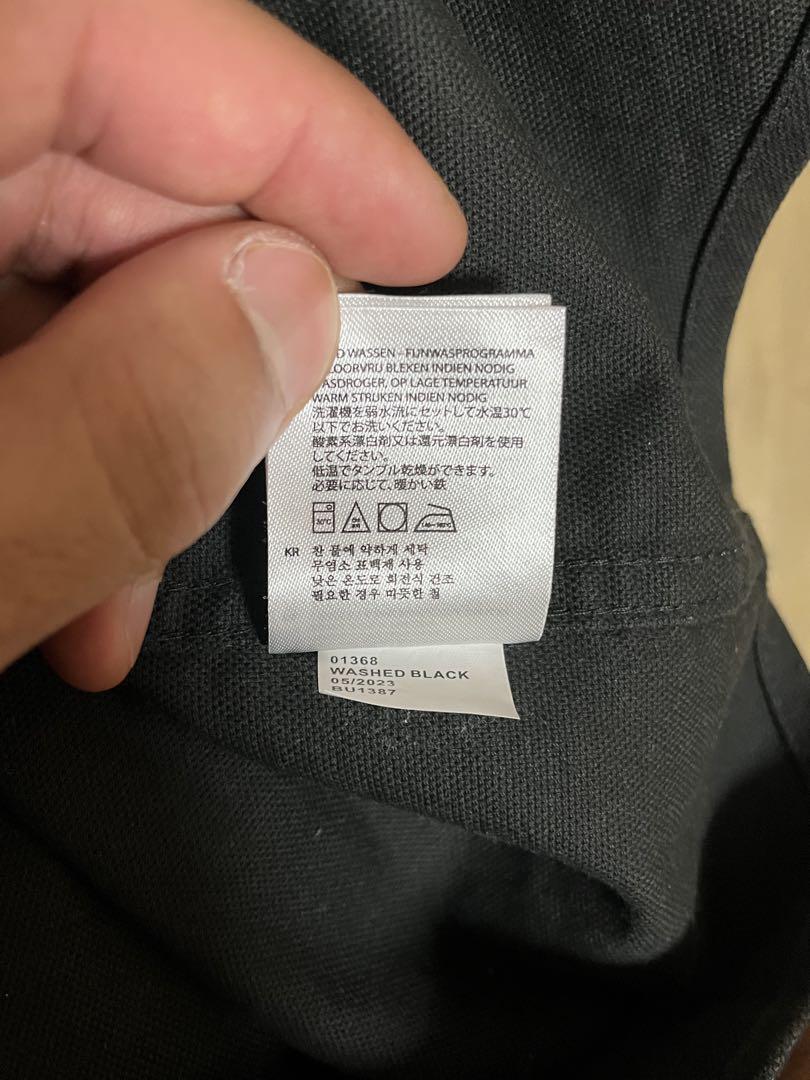 WASSEN - FIJNWASPROGRAMMA
BLEKEN INDIEN NODIG
OP LAGE TEMPERATUUR
WARM STRIJKEN INDIEN NODIG
洗濯機を弱水流にセットして水温30℃
以下でお洗いください。
酸素系漂白剤又は還元漂白剤を使用
してください。
低温でタンブル乾燥ができます。
必要に応じて、暖かい鉄
30℃
KR 찬 물에 약하게 세탁
무염소 표백제 사용
낮은 온도로 회전식 건조
필요한 경우 따뜻한 철
01368
WASHED BLACK
05/2023
BU1387